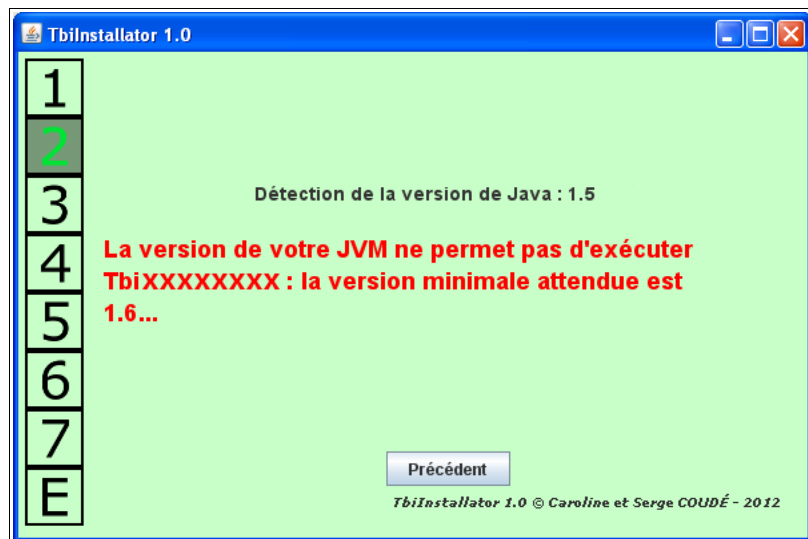 TbiInstallator 1.0
1
2
3
4
5
6
7
E
Détection de la version de Java : 1.5
La version de votre JVM ne permet pas d'exécuter
TbiXXXXXXXX : la version minimale attendue est
1.6...
Précédent
TbiInstallator 1.0 © Caroline et Serge COUDÉ - 2012